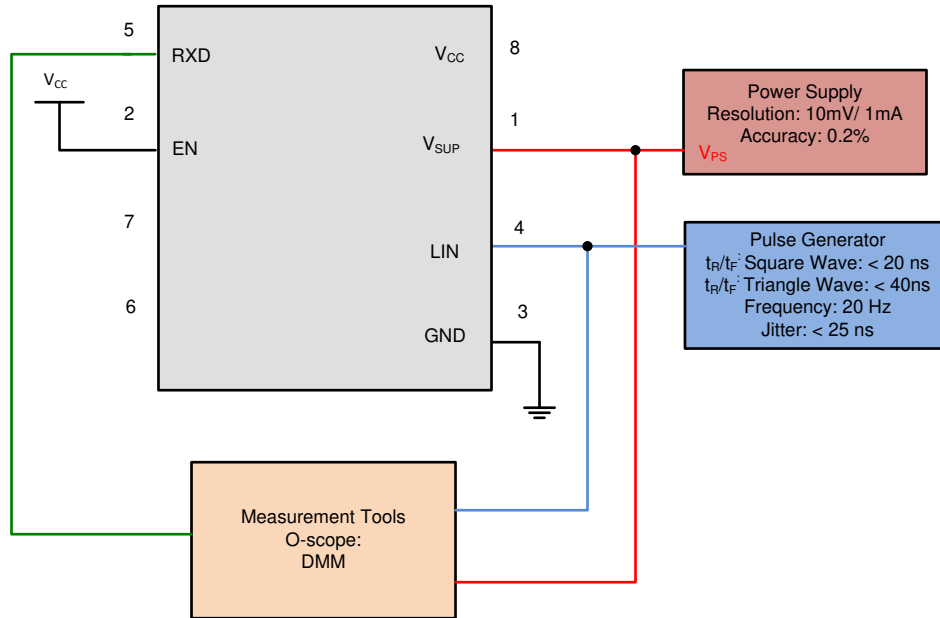 5
RXD
VCC
8
VCC
2
EN
1
VSUP
Power Supply
Resolution: 10mV/ 1mA
Accuracy: 0.2%
VPS
7
4
LIN
Pulse Generator
tR/tF: Square Wave: < 20 ns
tR/tF: Triangle Wave: < 40ns
Frequency: 20 Hz
Jitter: < 25 ns
6
3
GND
Measurement Tools
O-scope:
DMM